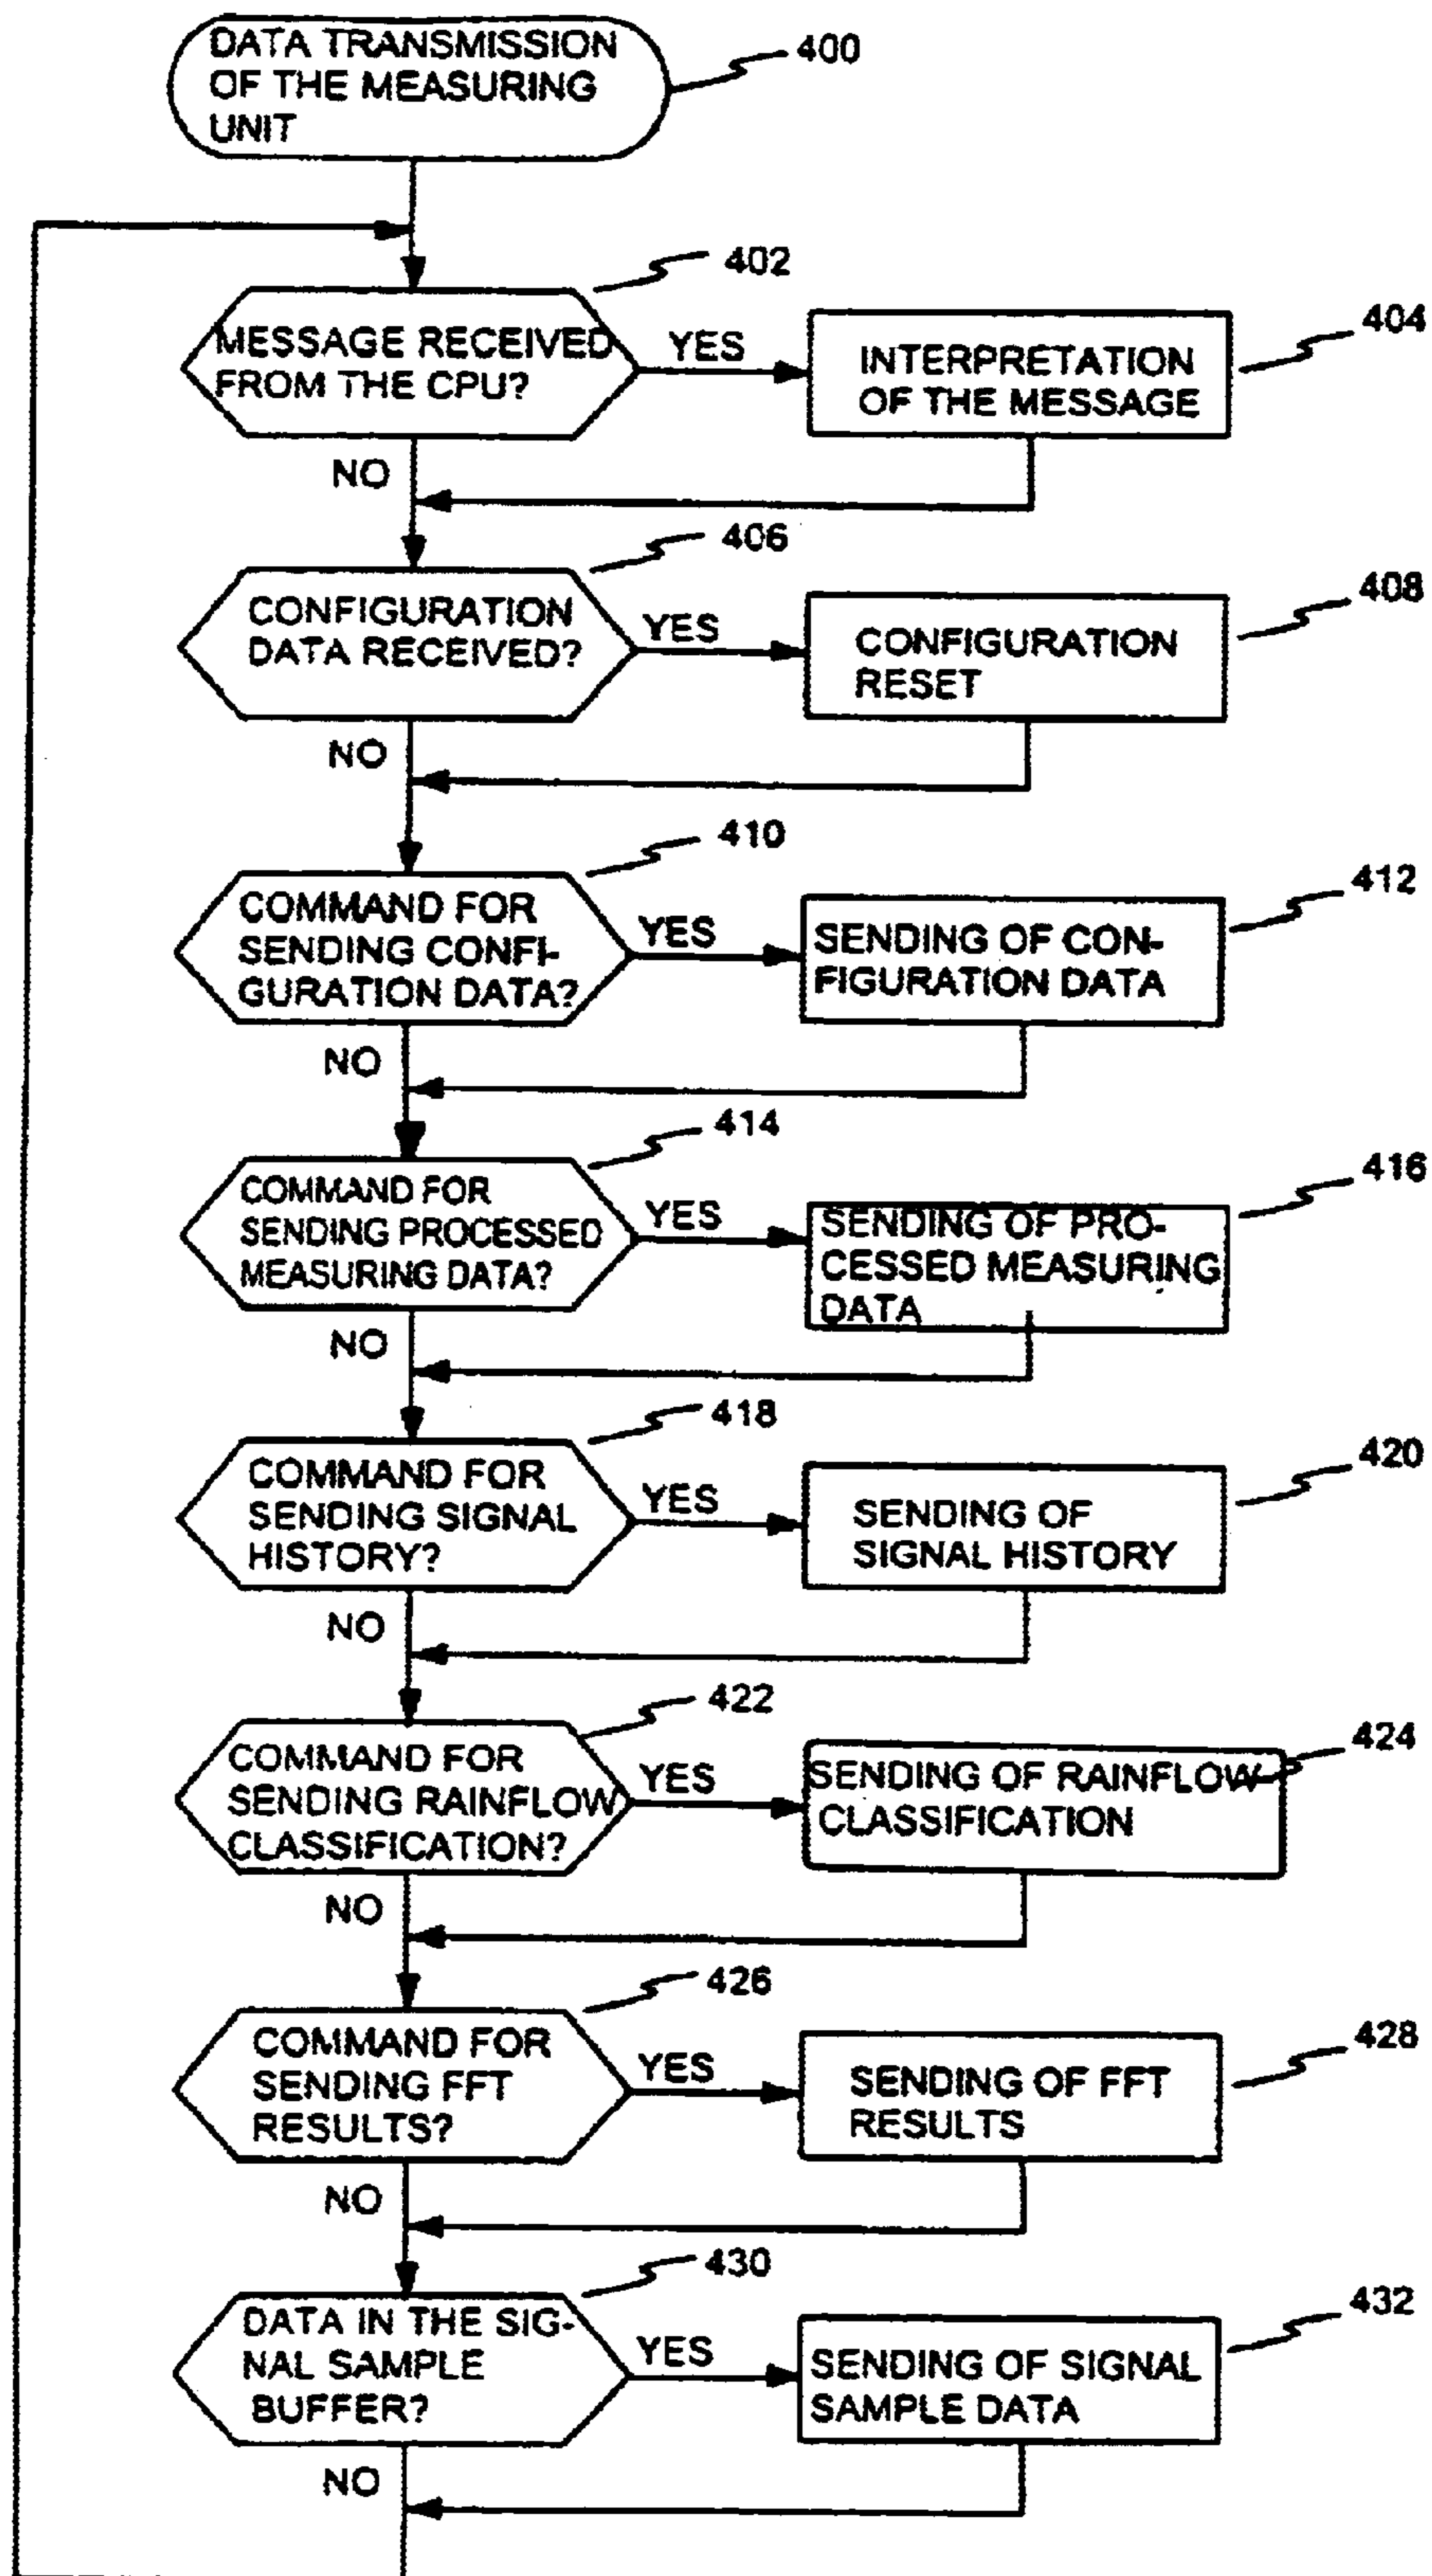 DATA TRANSMISSION
OF THE MEASURING
UNIT
400
402
MESSAGE RECEIVED
FROM THE CPU?
YES
INTERPRETATION
OF THE MESSAGE
404
NO
406
CONFIGURATION
DATA RECEIVED?
YES
CONFIGURATION
RESET
408
NO
410
COMMAND FOR
SENDING CONFI-
GURATION DATA?
YES
SENDING OF CON-
FIGURATION DATA
412
NO
414
COMMAND FOR
SENDING PROCESSED
MEASURING DATA?
YES
SENDING OF PRO-
CESSED MEASURING
DATA
416
NO
418
COMMAND FOR
SENDING SIGNAL
HISTORY?
YES
SENDING OF
SIGNAL HISTORY
420
NO
422
COMMAND FOR
SENDING RAINFLOW
CLASSIFICATION?
YES
SENDING OF RAINFLOW
CLASSIFICATION
424
NO
426
COMMAND FOR
SENDING FFT
RESULTS?
YES
SENDING OF FFT
RESULTS
428
NO
430
DATA IN THE SIG-
NAL SAMPLE
BUFFER?
YES
SENDING OF SIGNAL
SAMPLE DATA
432
NO